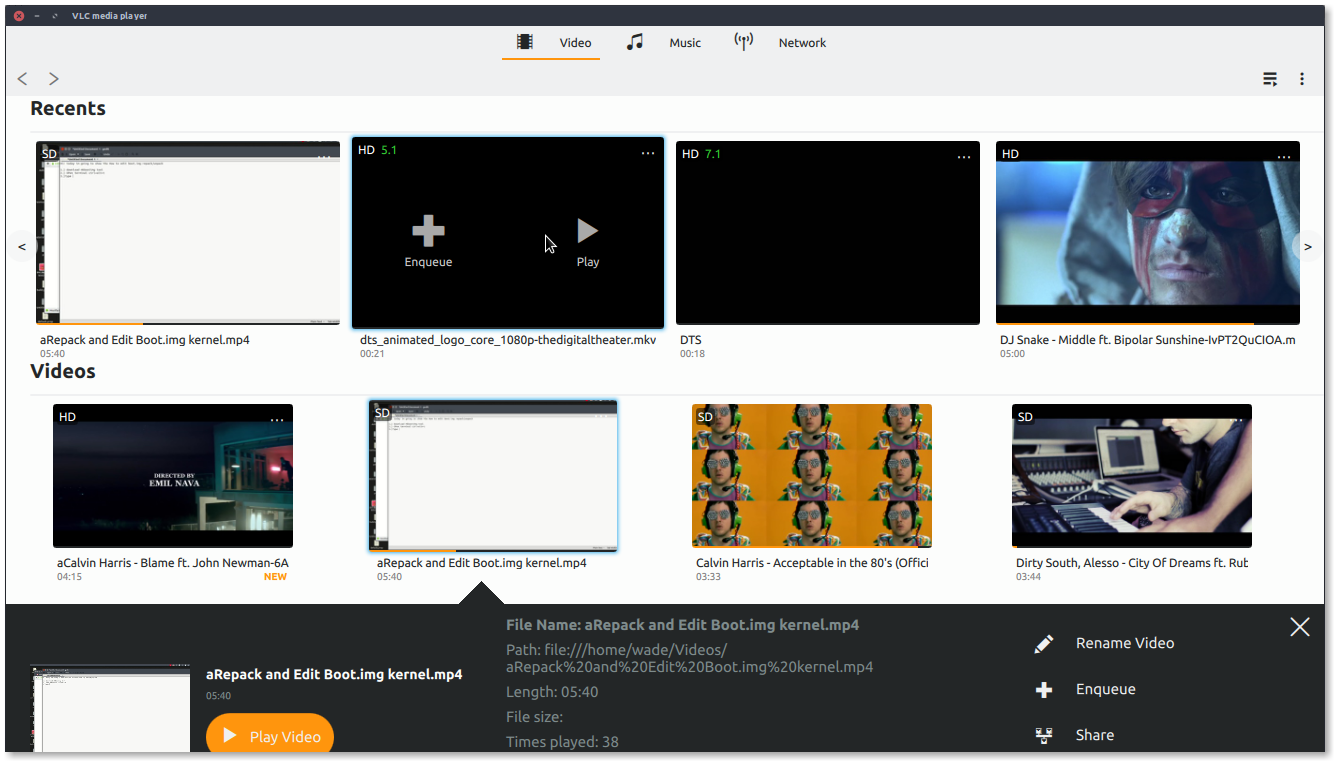 VLC media player
Video
Music
Network
Recents
SD
HD 5.1
HD 7.1
HD
Enqueue
Play
<
>
aRepack and Edit Boot.img kernel.mp4
05:40
dts_animated_logo_core_1080p-thedigitaltheater.mkv
00:21
DTS
00:18
DJ Snake - Middle ft. Bipolar Sunshine-IvPT2QuCIOA.m
05:00
Videos
HD
SD
SD
SD
DIRECTED BY
EMIL NAVA
aCalvin Harris - Blame ft. John Newman-6A
04:15
NEW
aRepack and Edit Boot.img kernel.mp4
05:40
Calvin Harris - Acceptable in the 80's (Offici
03:33
Dirty South, Alesso - City Of Dreams ft. Rub
03:44
aRepack and Edit Boot.img kernel.mp4
05:40
Play Video
File Name: aRepack and Edit Boot.img kernel.mp4
Path: file:///home/wade/Videos/
aRepack%20and%20Edit%20Boot.img%20kernel.mp4
Length: 05:40
File size:
Times played: 38
Rename Video
Enqueue
Share